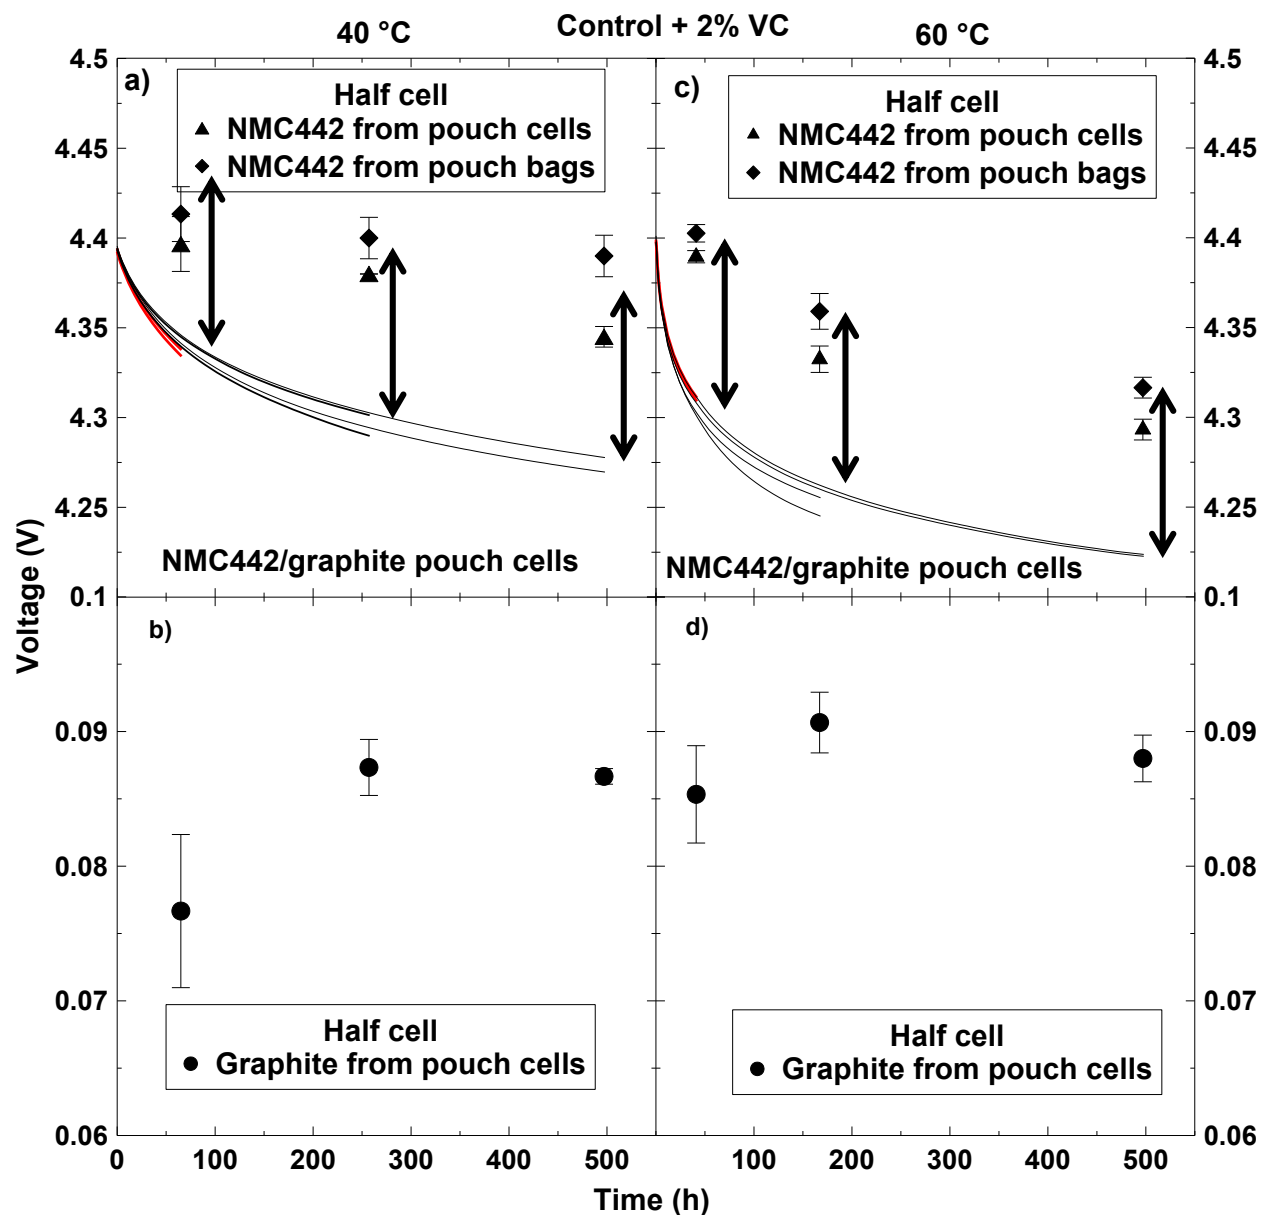 Control + 2% VC
40 °C
60 °C
4.5
4.45
4.4
4.35
4.3
4.25
0.1
a)
Half cell
NMC442 from pouch cells
NMC442 from pouch bags
NMC442/graphite pouch cells
c)
Half cell
NMC442 from pouch cells
NMC442 from pouch bags
NMC442/graphite pouch cells
4.5
4.45
4.4
4.35
4.3
4.25
0.1
Voltage (V)
b)
0.09
0.08
0.07
0.06
Half cell
Graphite from pouch cells
d)
Half cell
Graphite from pouch cells
0.09
0.08
0.07
0.06
0 100 200 300 400 500
100 200 300 400 500
Time (h)